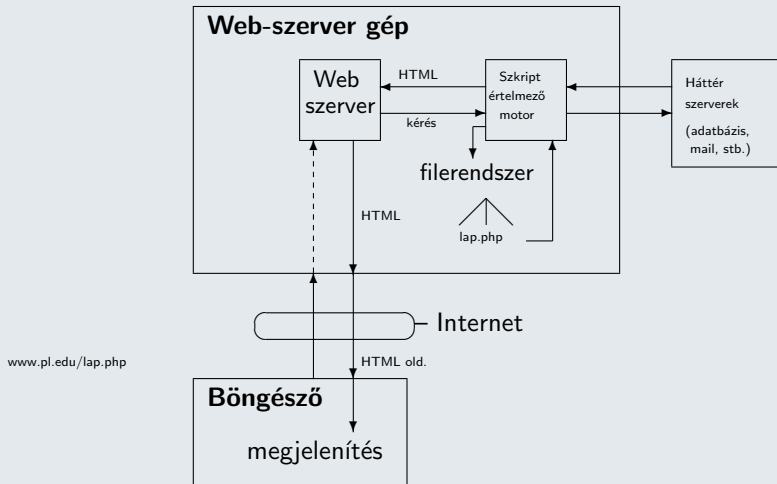 Web-szerver gép
Web
szerver
HTML
kérés
Szkript
értelmező
motor
Háttér
szerverek
(adatbázis,
mail, stb.)
filerendszer
lap.php
HTML
Internet
www.pl.edu/lap.php
HTML old.
Böngésző
megjelenítés